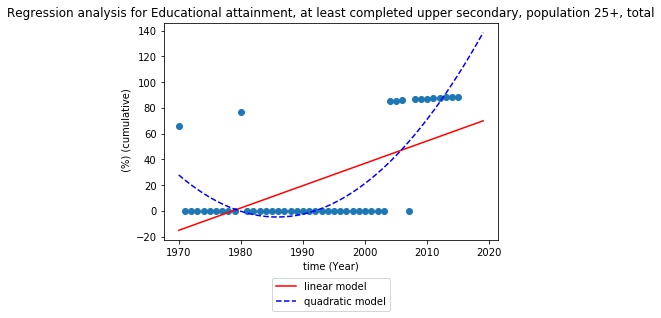 Regression analysis for Educational attainment, at least completed upper secondary, population 25+, total
140
120
100
80
60
40
20
0
−20
(%) (cumulative)
1970 1980 1990 2000 2010 2020
time (Year)
linear model
quadratic model